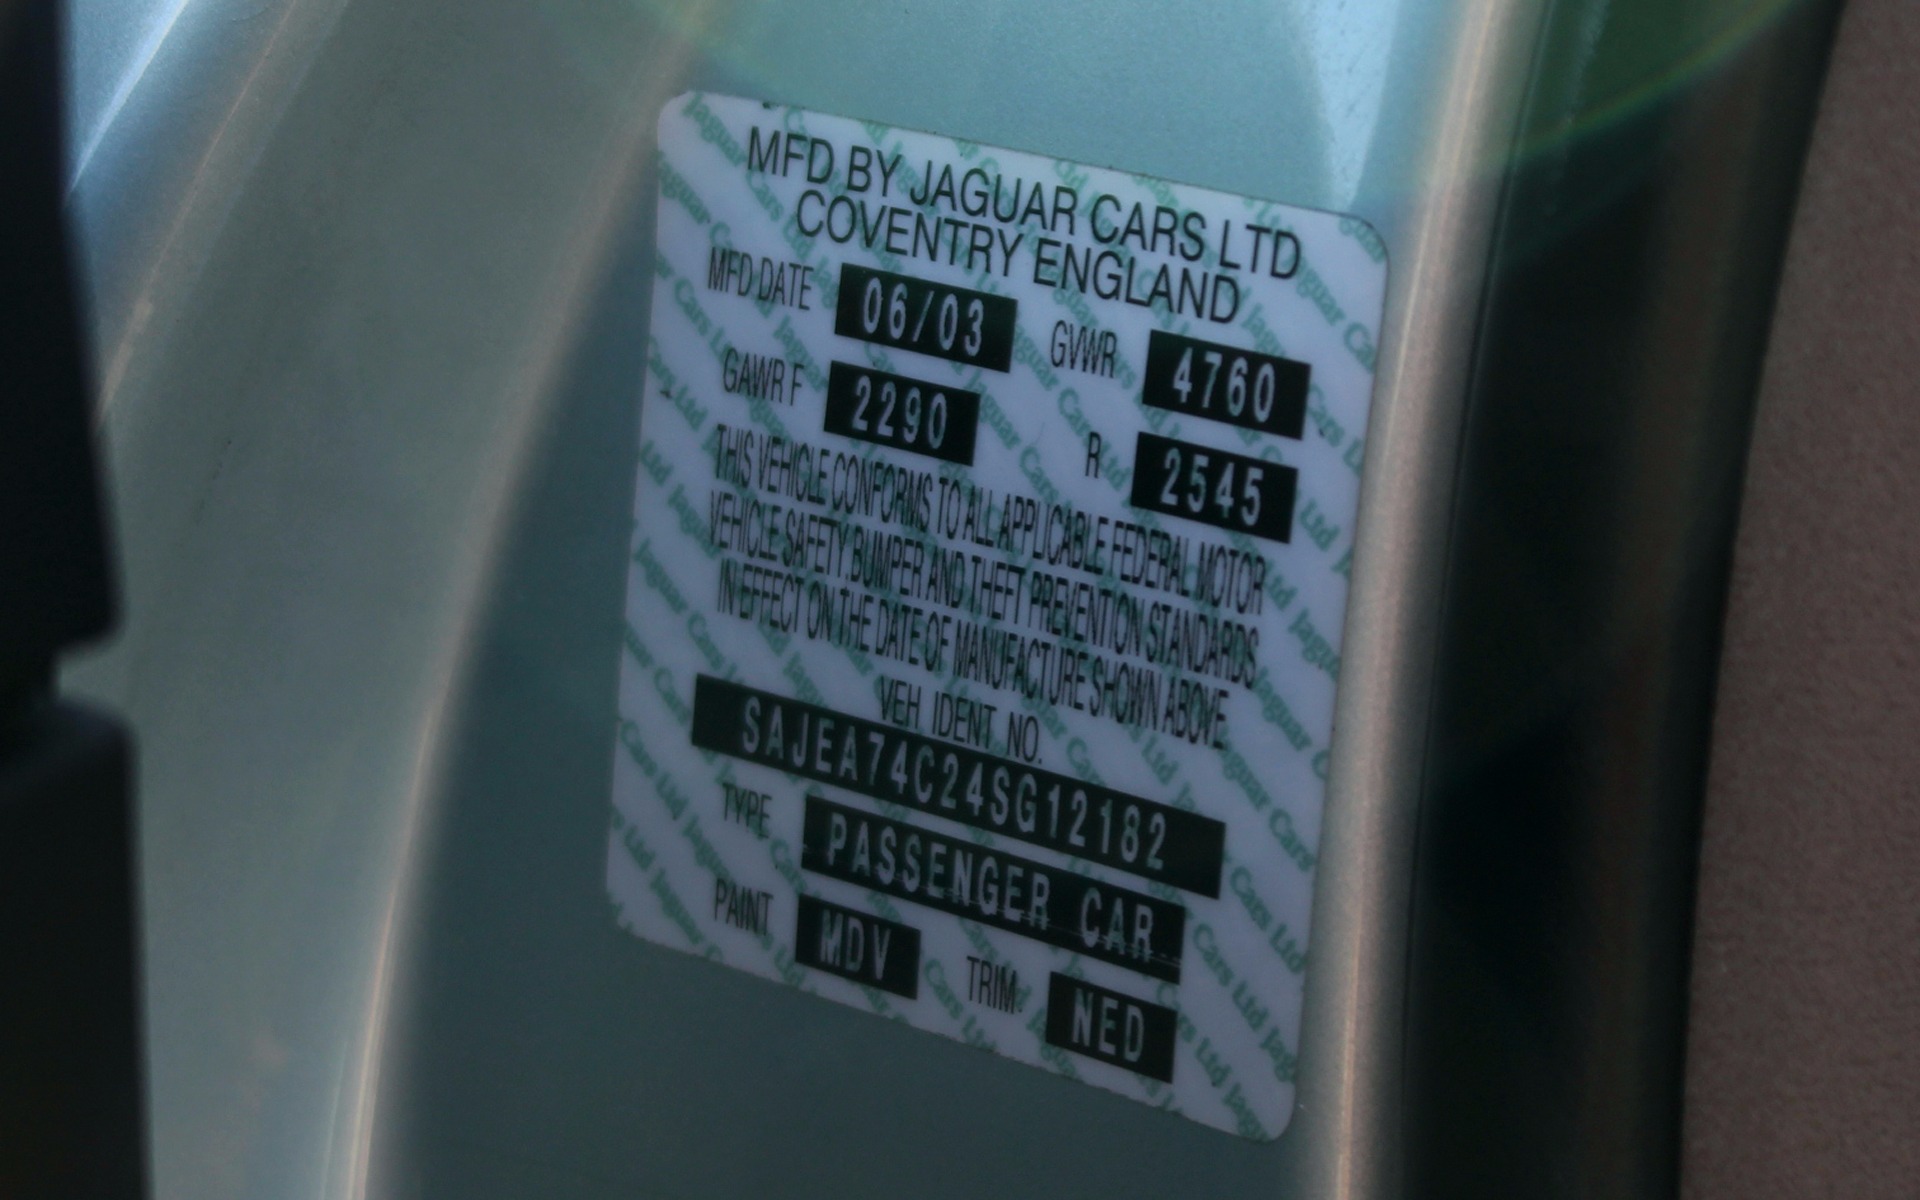 MFD BY JAGUAR CARS LTD
COVENTRY ENGLAND
MFD DATE 06/03 GVWR 4760
GAWR F 2290 R 2545
THIS VEHICLE CONFORMS TO ALL APPLICABLE FEDERAL MOTOR
VEHICLE SAFETY, BUMPER AND THEFT PREVENTION STANDARDS
IN EFFECT ON THE DATE OF MANUFACTURE SHOWN ABOVE
VEH IDENT NO.
SAJEA74C24SG12182
TYPE PASSENGER CAR
PAINT MDV TRIM NED